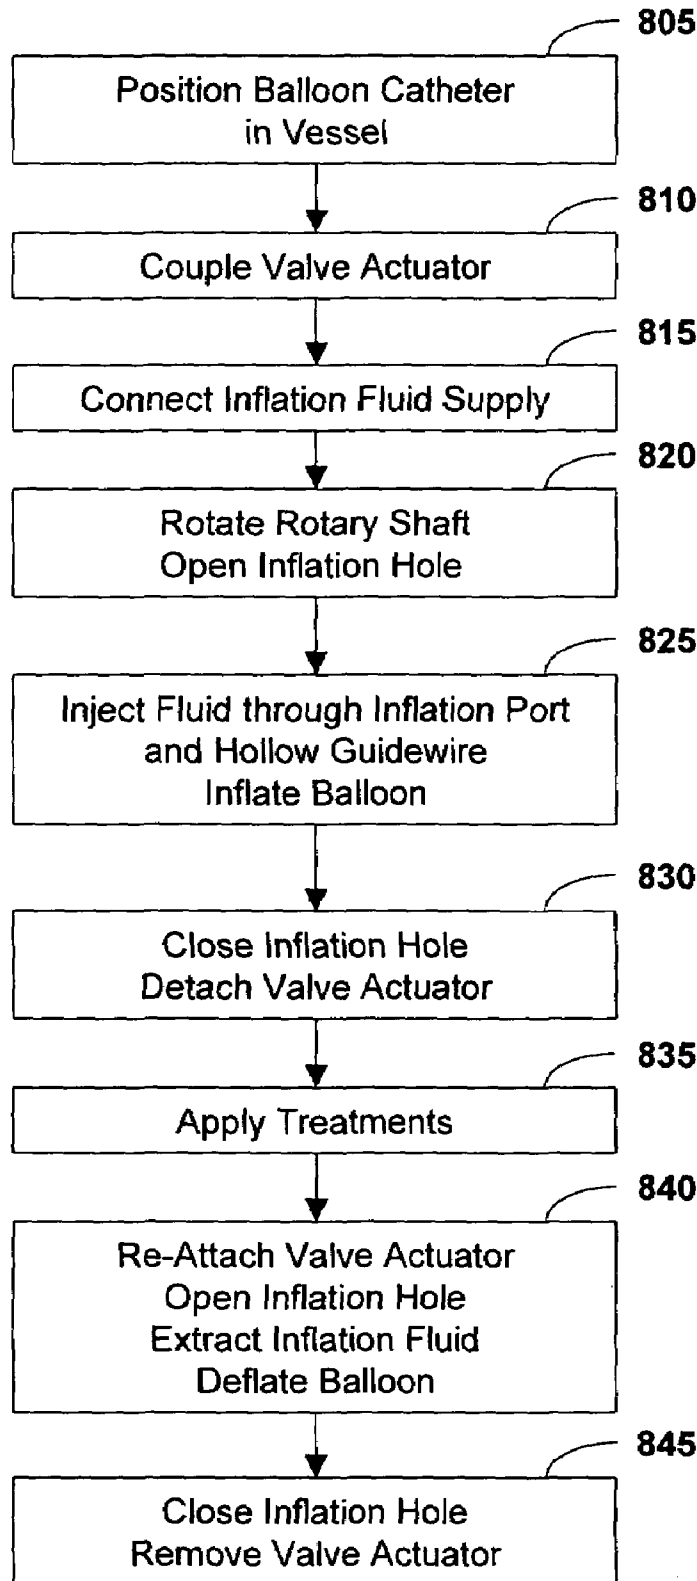 805
Position Balloon Catheter
in Vessel
810
Couple Valve Actuator
815
Connect Inflation Fluid Supply
820
Rotate Rotary Shaft
Open Inflation Hole
825
Inject Fluid through Inflation Port
and Hollow Guidewire
Inflate Balloon
830
Close Inflation Hole
Detach Valve Actuator
835
Apply Treatments
840
Re-Attach Valve Actuator
Open Inflation Hole
Extract Inflation Fluid
Deflate Balloon
845
Close Inflation Hole
Remove Valve Actuator